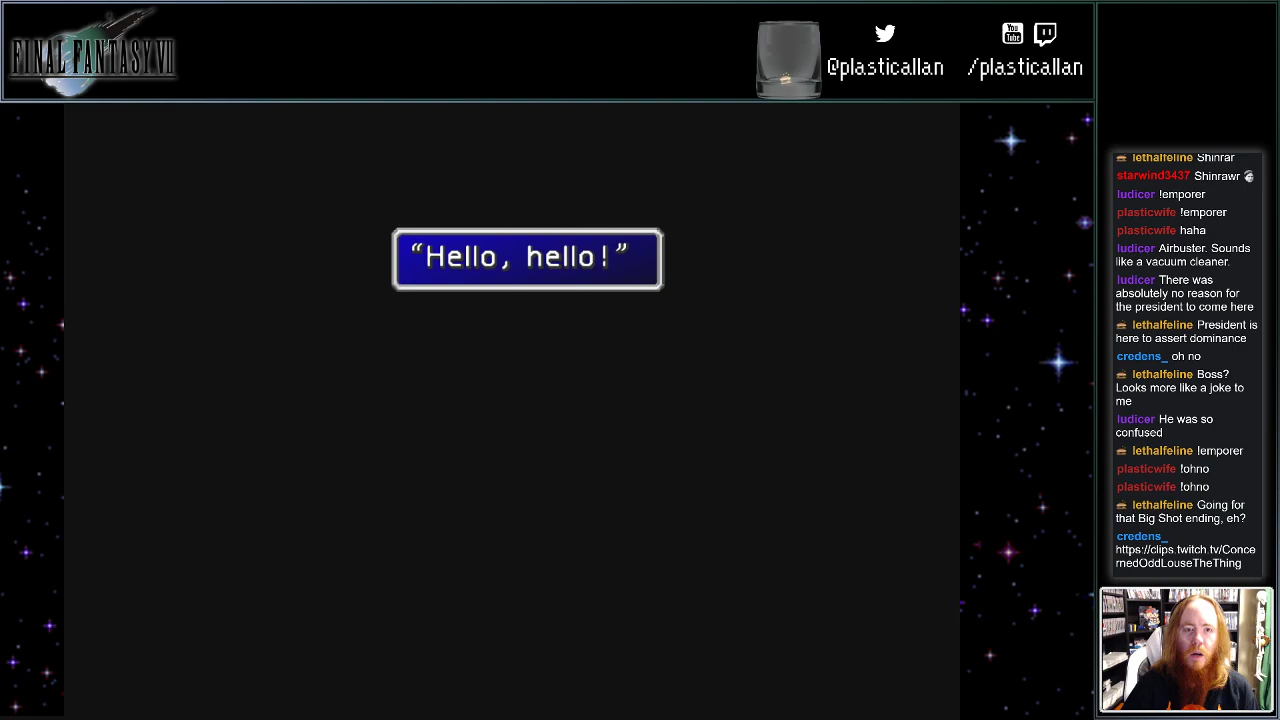 FINAL FANTASY VII
@plasticallan
You
Tube
/plasticallan
“Hello, hello!”
lethalfeline Shinrar
starwind3437 Shinrawr
ludicer !emporer
plasticwife !emporer
plasticwife haha
ludicer Airbuster. Sounds
like a vacuum cleaner.
ludicer There was
absolutely no reason for
the president to come here
lethalfeline President is
here to assert dominance
credens_ oh no
lethalfeline Boss?
Looks more like a joke to
me
ludicer He was so
confused
lethalfeline !emporer
plasticwife !ohno
plasticwife !ohno
lethalfeline Going for
that Big Shot ending, eh?
credens_
https://clips.twitch.tv/Conce
rnedOddLouseTheThing